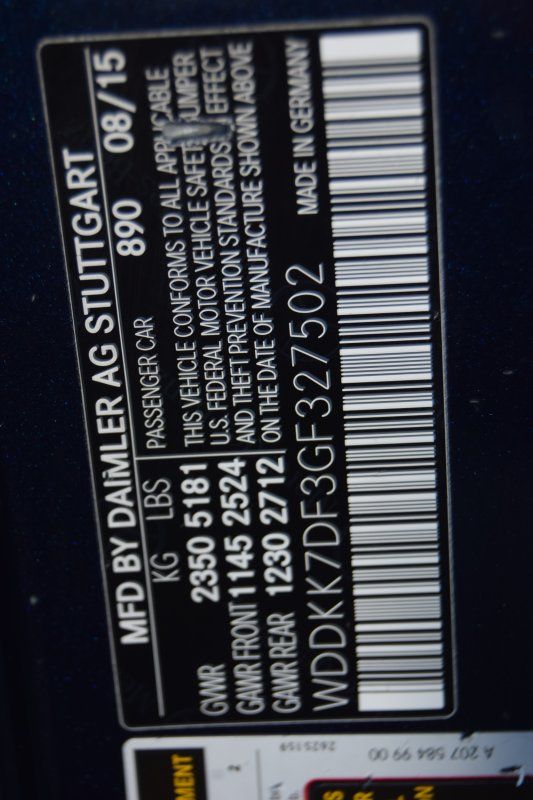 MFD BY DAIMLER AG STUTTGART
890 08/15
KG LBS
PASSENGER CAR
GVWR 2350 5181
GAWR FRONT 1145 2524
GAWR REAR 1230 2712
THIS VEHICLE CONFORMS TO ALL APPLICABLE
U.S. FEDERAL MOTOR VEHICLE SAFETY BUMPER
AND THEFT PREVENTION STANDARDS. EFFECT
ON THE DATE OF MANUFACTURE SHOWN ABOVE
MADE IN GERMANY
WDDKK7DF3GF327502
A 207 584 99 00
2
MENT